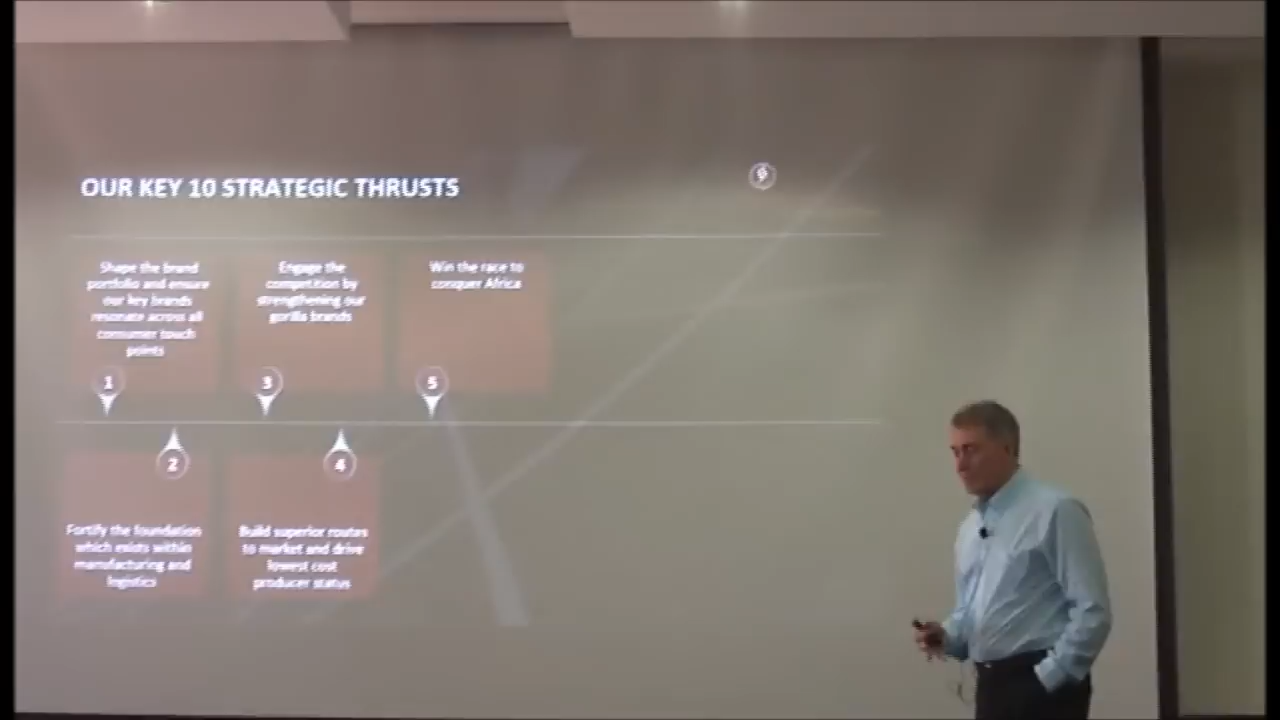 OUR KEY 10 STRATEGIC THRUSTS
9
Shape the brand
portfolio and ensure
our key brands
resonate across all
consumer touch
points
1
Engage the
competition by
strengthening our
gorilla brands
3
Win the race to
conquer Africa
5
2
Fortify the foundation
which exists within
manufacturing and
logistics
4
Build superior routes
to market and drive
lowest cost
producer status